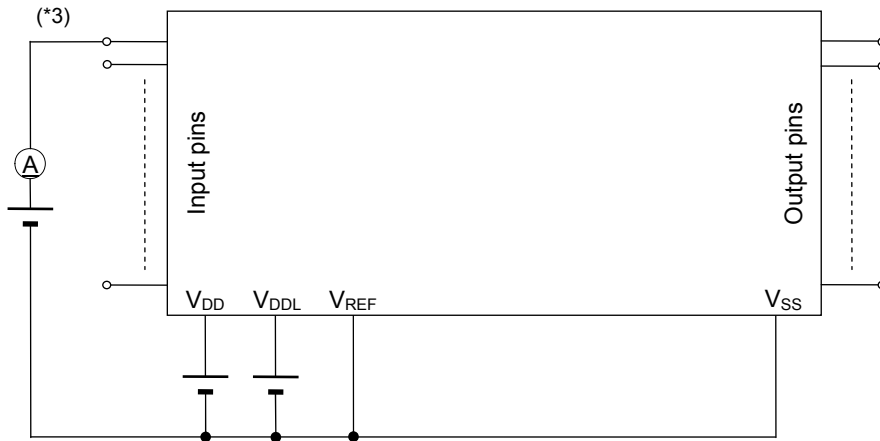 (*3)
A
Input pins
Output pins
VDD
VDDL
VREF
VSS